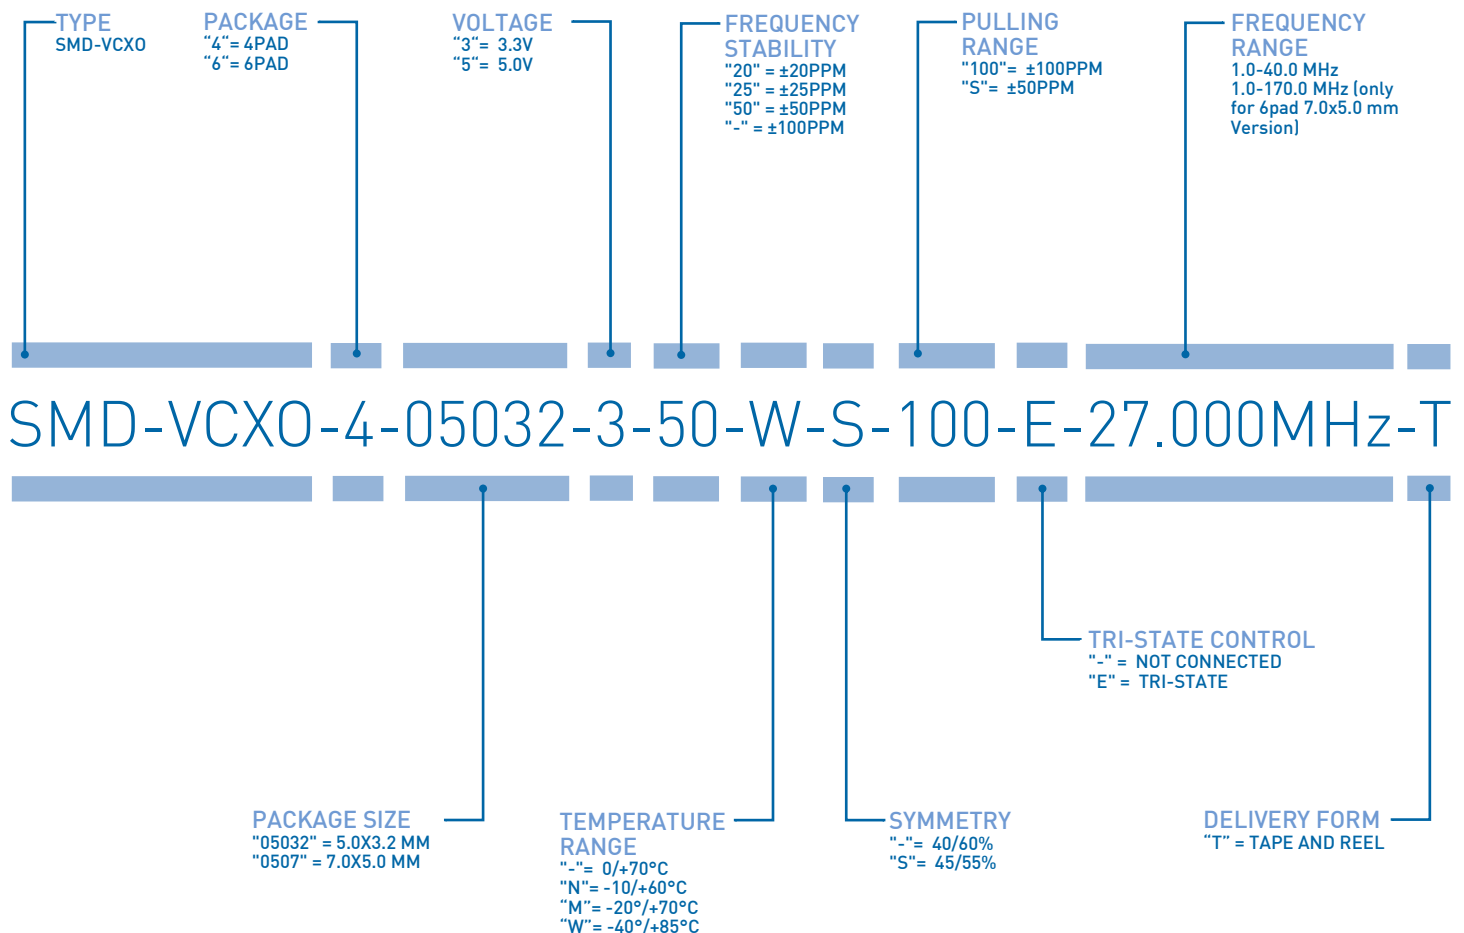 TYPE
SMD-VCXO
PACKAGE
“4“= 4PAD
“6“= 6PAD
VOLTAGE
“3“= 3.3V
“5“= 5.0V
FREQUENCY
STABILITY
"20" = ±20PPM
"25" = ±25PPM
"50" = ±50PPM
"-" = ±100PPM
PULLING
RANGE
"100"= ±100PPM
"S"= ±50PPM
FREQUENCY
RANGE
1.0-40.0 MHz
1.0-170.0 MHz (only
for 6pad 7.0x5.0 mm
Version)
SMD-VCXO-4-05032-3-50-W-S-100-E-27.000MHz-T
TRI-STATE CONTROL
"-" = NOT CONNECTED
"E" = TRI-STATE
PACKAGE SIZE
"05032" = 5.0X3.2 MM
"0507" = 7.0X5.0 MM
TEMPERATURE
RANGE
"-"= 0/+70°C
"N"= -10/+60°C
“M”= -20°/+70°C
“W”= -40°/+85°C
SYMMETRY
"-"= 40/60%
"S"= 45/55%
DELIVERY FORM
“T” = TAPE AND REEL